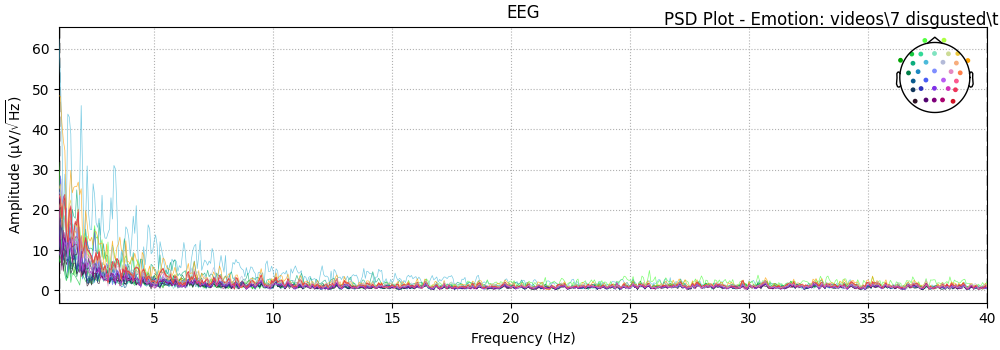 EEG
PSD Plot - Emotion: videos\7 disgusted\t
Amplitude (µV/√Hz)
60
50
40
30
20
10
0
5 10 15 20 25 30 35 40
Frequency (Hz)